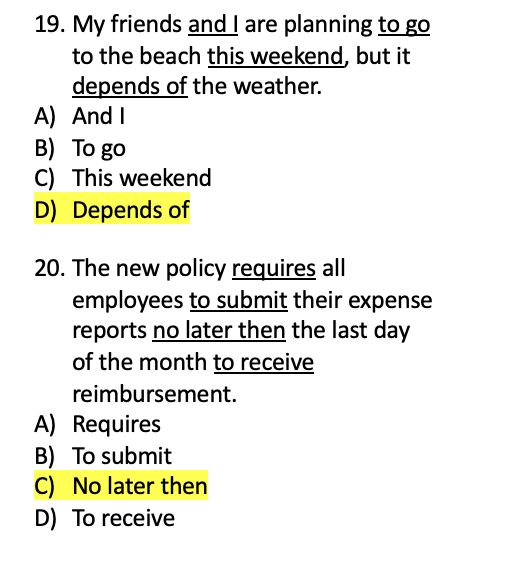 19. My friends and I are planning to go
to the beach this weekend, but it
depends of the weather.
A) And I
B) To go
C) This weekend
D) Depends of
20. The new policy requires all
employees to submit their expense
reports no later then the last day
of the month to receive
reimbursement.
A) Requires
B) To submit
C) No later then
D) To receive